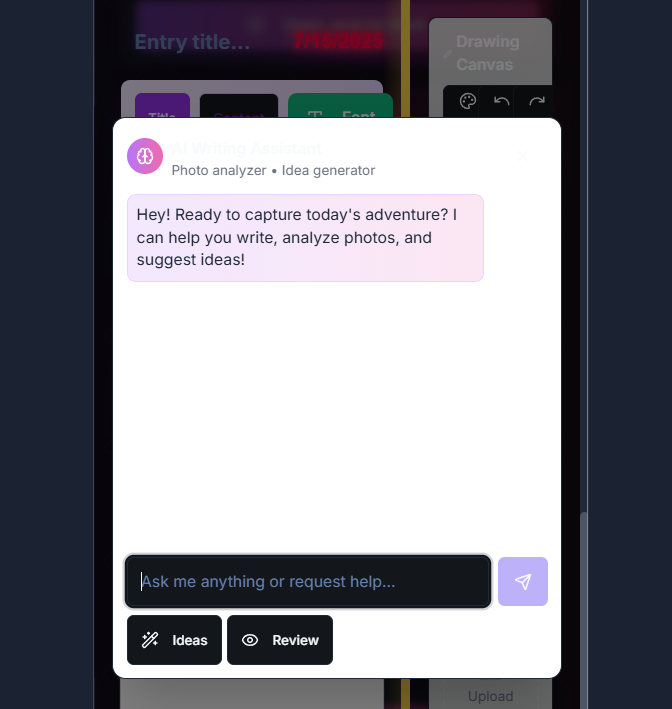 Entry title...
7/15/2025
Drawing
Canvas
Title
Content
Font
AI Writing Assistant
Photo analyzer • Idea generator
Hey! Ready to capture today's adventure? I
can help you write, analyze photos, and
suggest ideas!
Ask me anything or request help...
Ideas
Review
Upload